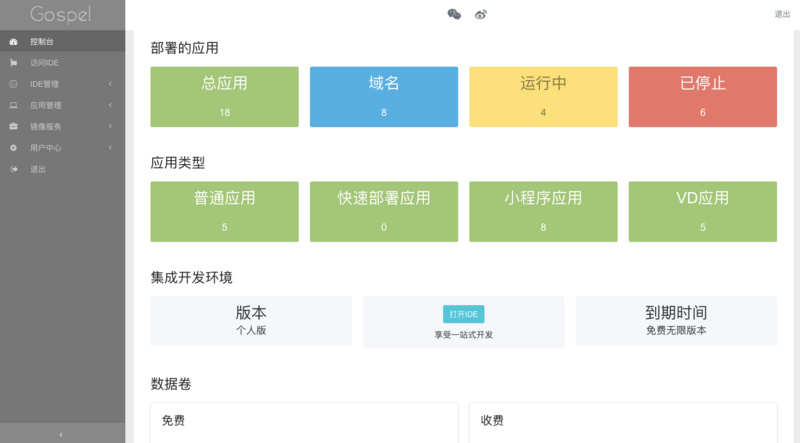 Gospel
退出
控制台
访问IDE
IDE管理
应用管理
镜像服务
用户中心
退出
部署的应用
总应用
18
域名
8
运行中
4
已停止
6
应用类型
普通应用
5
快速部署应用
0
小程序应用
8
VD应用
5
集成开发环境
版本
个人版
打开IDE
享受一站式开发
到期时间
免费无限版本
数据卷
免费
收费